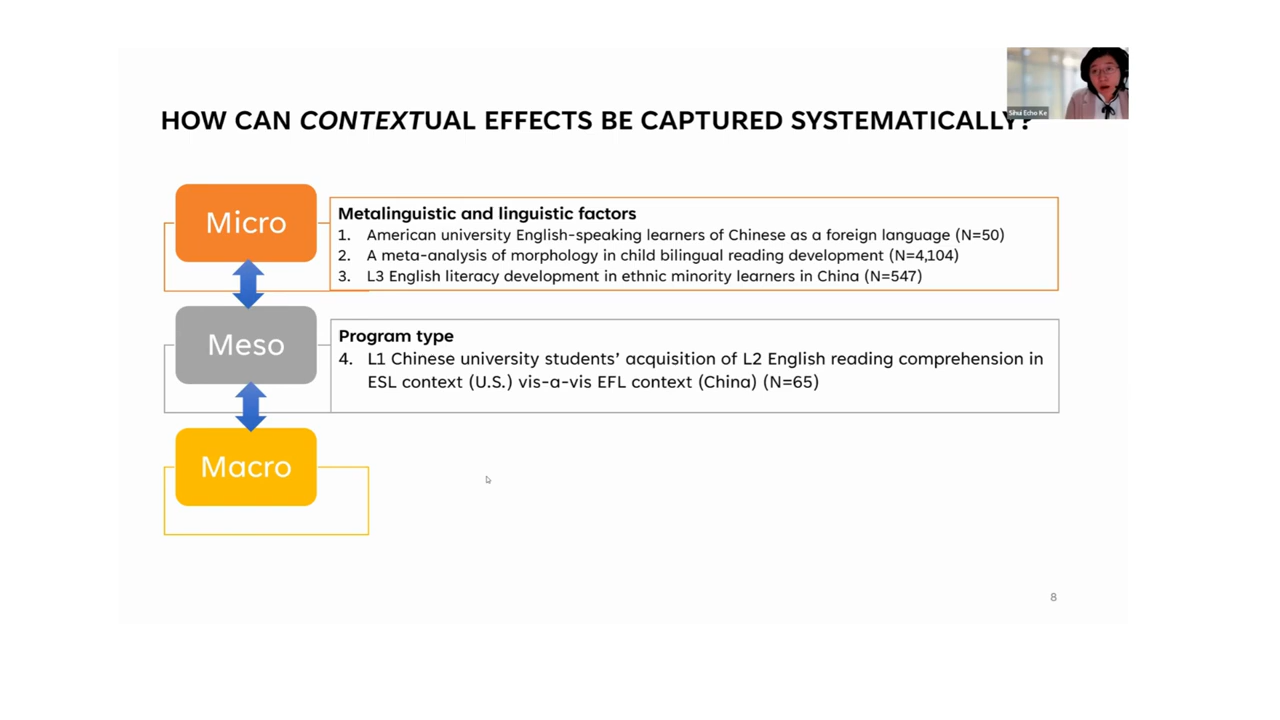 Sihui Echo Ke
HOW CAN CONTEXTUAL EFFECTS BE CAPTURED SYSTEMATICALLY?
Micro
Metalinguistic and linguistic factors
1. American university English-speaking learners of Chinese as a foreign language (N=50)
2. A meta-analysis of morphology in child bilingual reading development (N=4,104)
3. L3 English literacy development in ethnic minority learners in China (N=547)
Meso
Program type
4. L1 Chinese university students’ acquisition of L2 English reading comprehension in
ESL context (U.S.) vis-a-vis EFL context (China) (N=65)
Macro
8